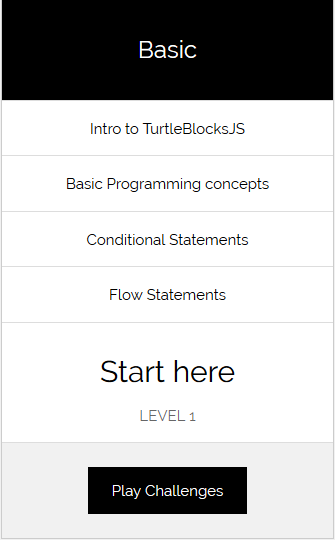 Basic
Intro to TurtleBlocksJS
Basic Programming concepts
Conditional Statements
Flow Statements
Start here
LEVEL 1
Play Challenges